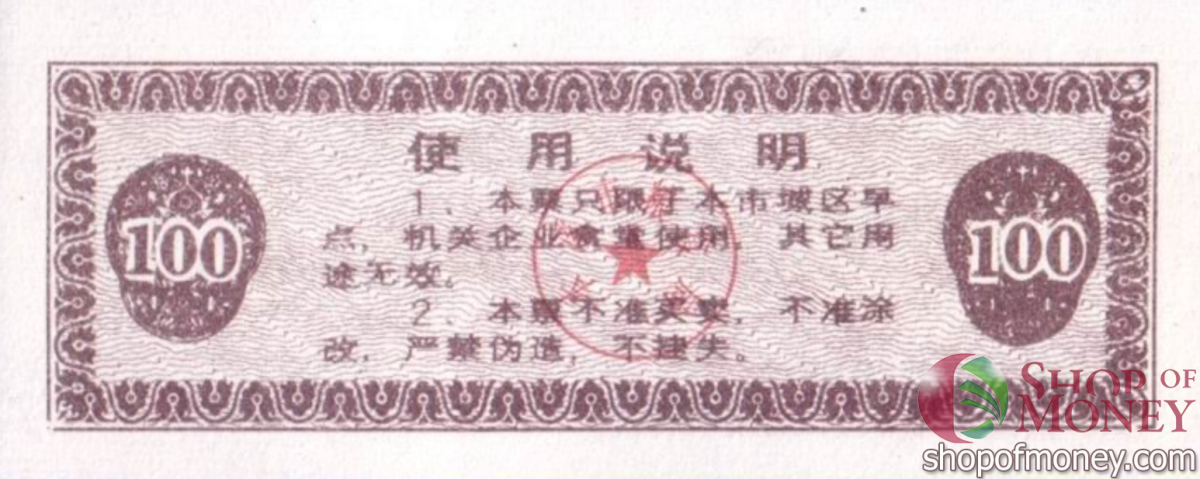 使用说明
1、本票只限于本市城区早
100
点，机关企业食堂使用，其它用
100
途无效。
2、本票不准买卖，不准涂
改，严禁伪造，不挂失。
SHOP OF
MONEY
shopofmoney.com